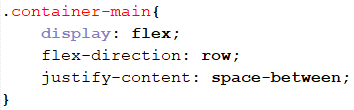 .container-main{
    display: flex;
    flex-direction: row;
    justify-content: space-between;
}